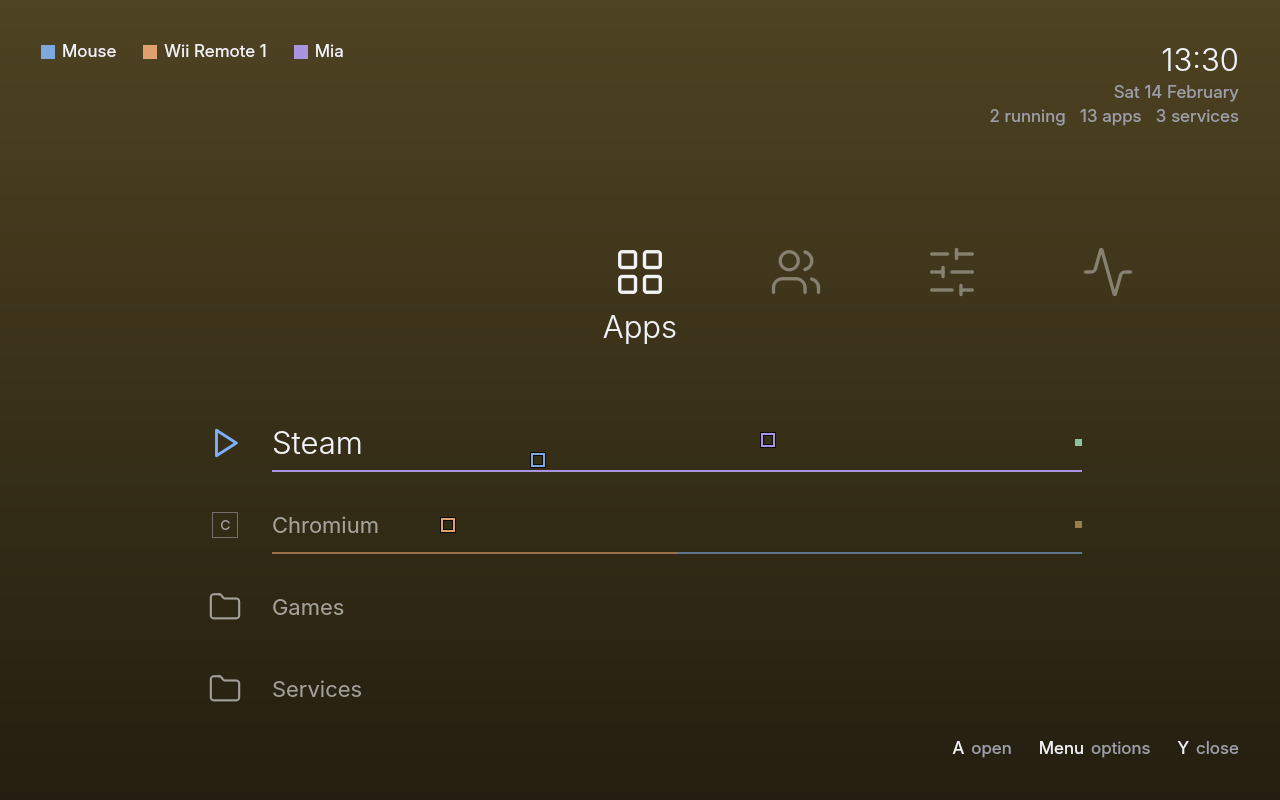 Mouse Wii Remote 1 Mia
13:30
Sat 14 February
2 running 13 apps 3 services
Apps
Steam
C Chromium
Games
Services
A open Menu options Y close